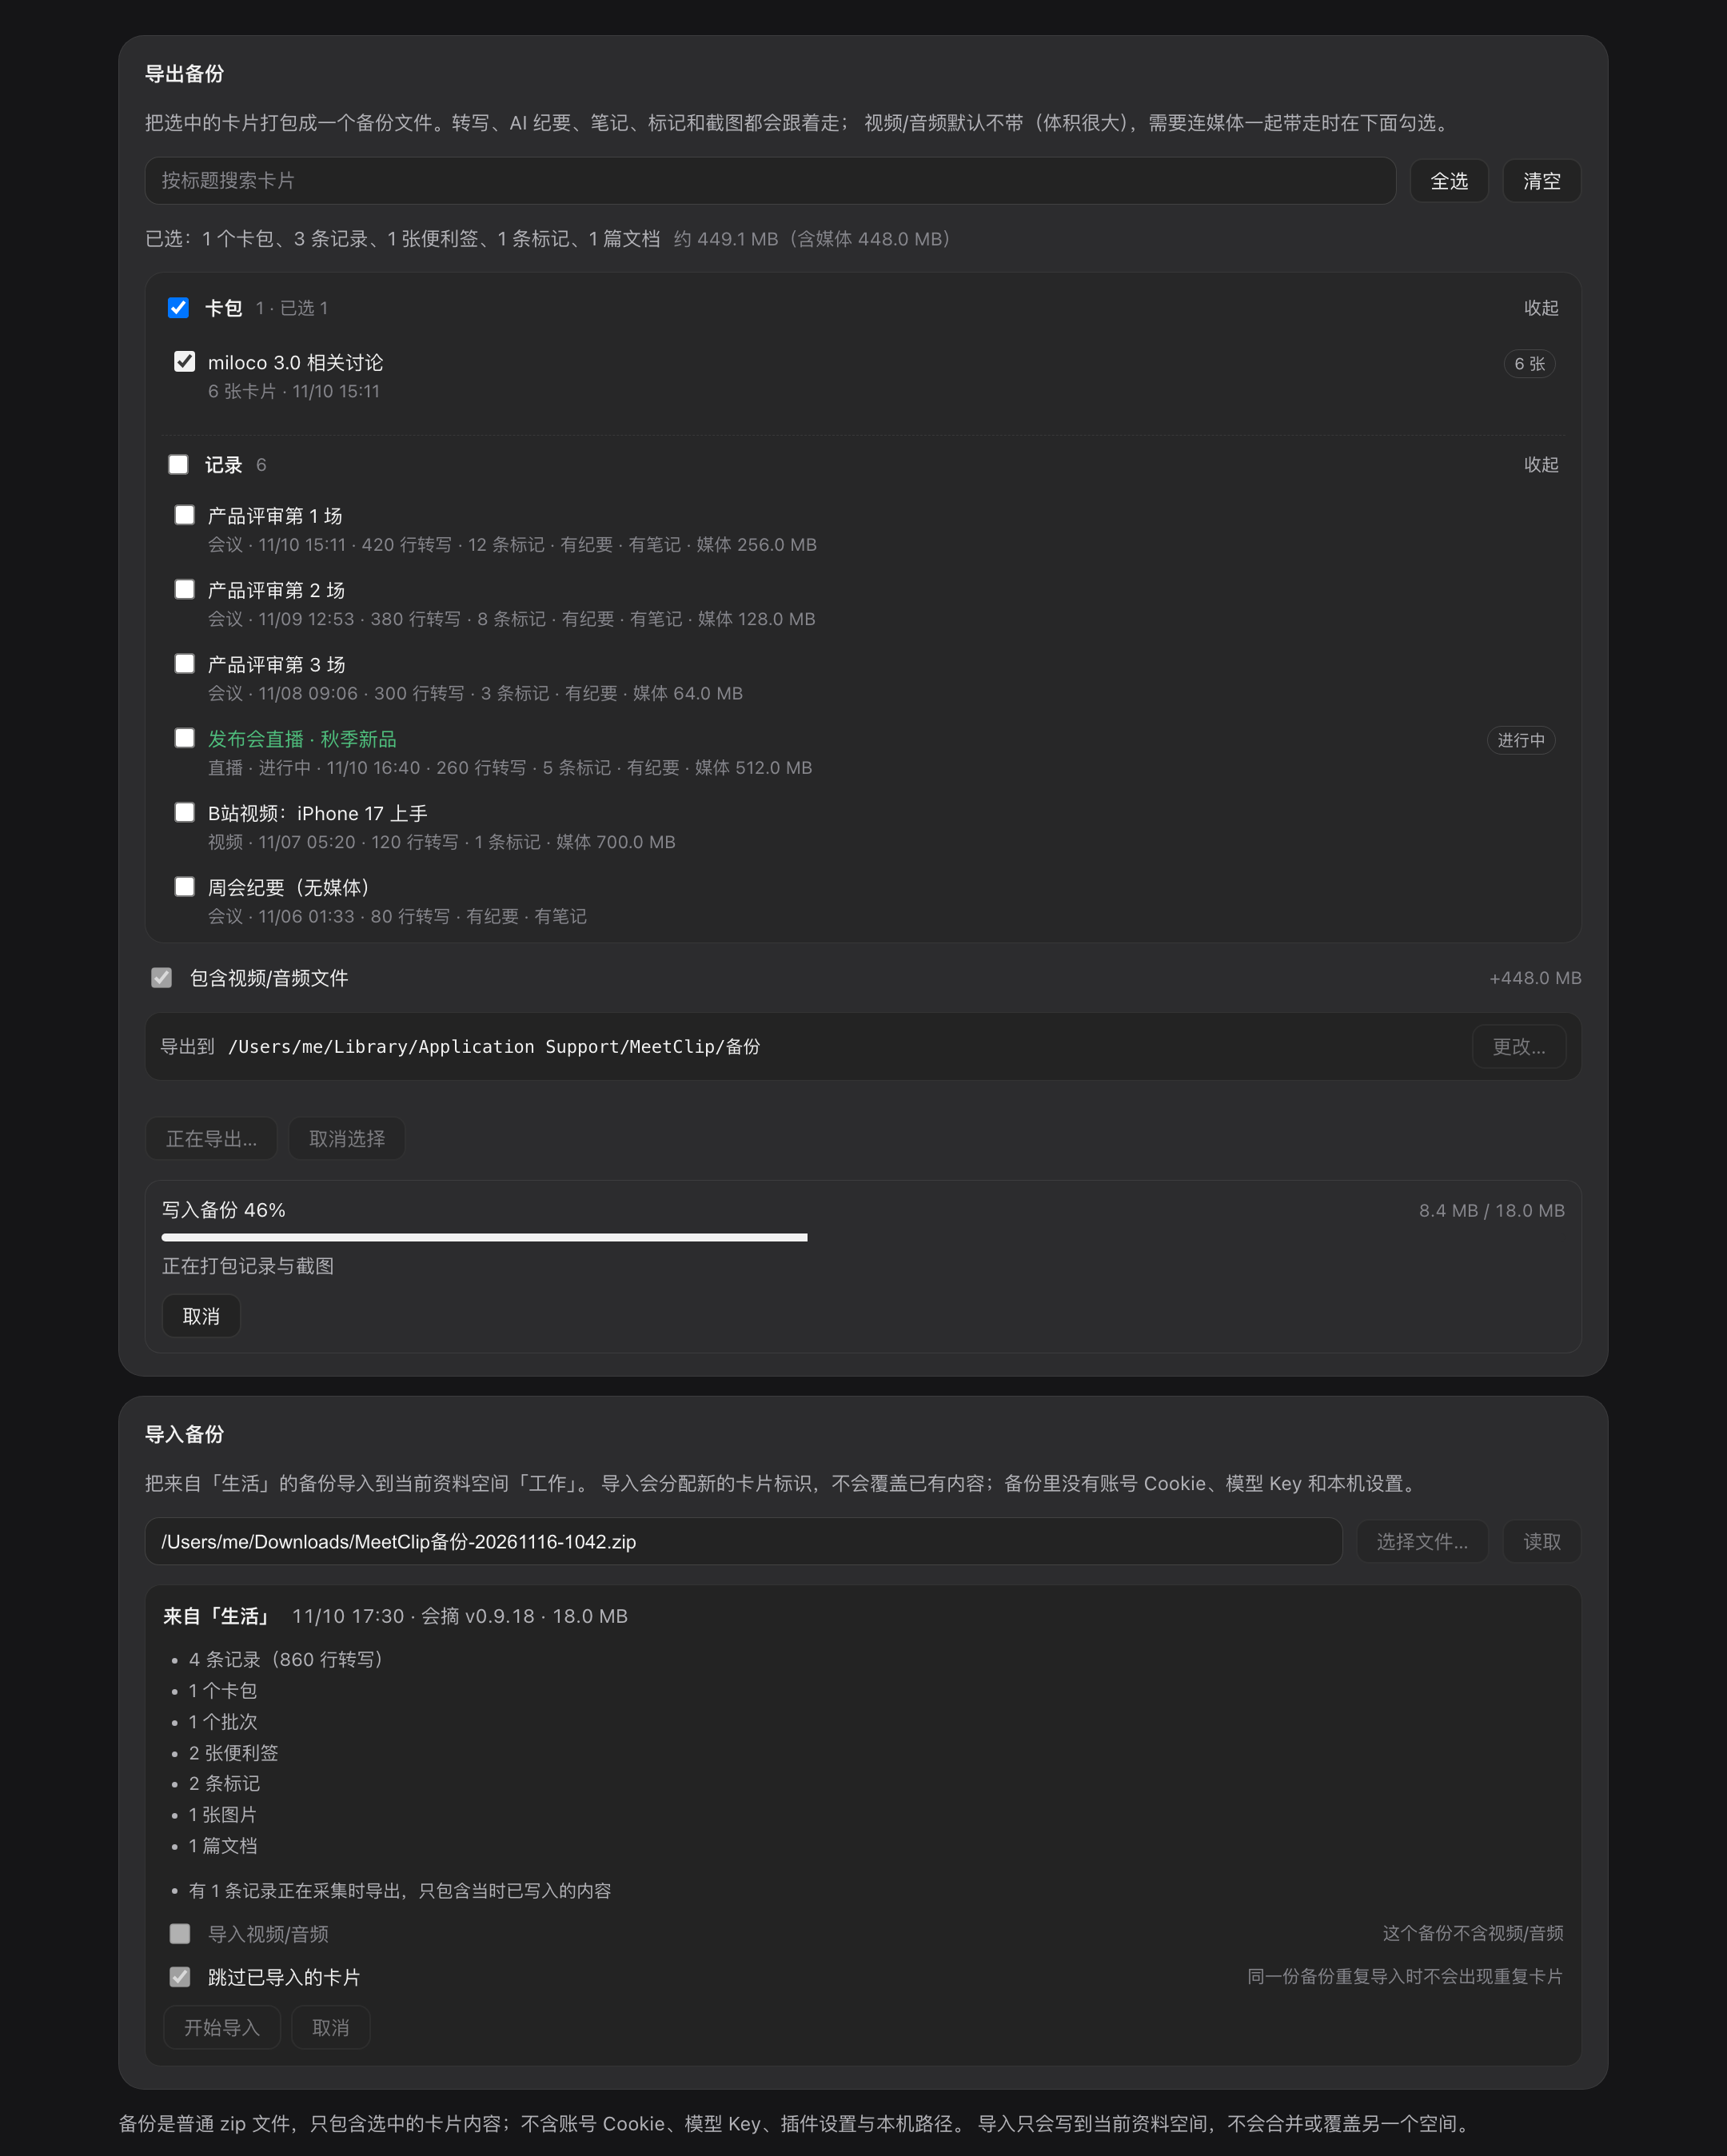 导出备份
把选中的卡片打包成一个备份文件。转写、AI 纪要、笔记、标记和截图都会跟着走； 视频/音频默认不带（体积很大），需要连媒体一起带走时在下面勾选。
按标题搜索卡片 全选 清空
已选：1 个卡包、3 条记录、1 张便利签、1 条标记、1 篇文档 约 449.1 MB（含媒体 448.0 MB）
卡包 1 · 已选 1 收起
miloco 3.0 相关讨论 6 张
6 张卡片 · 11/10 15:11
记录 6 收起
产品评审第 1 场
会议 · 11/10 15:11 · 420 行转写 · 12 条标记 · 有纪要 · 有笔记 · 媒体 256.0 MB
产品评审第 2 场
会议 · 11/09 12:53 · 380 行转写 · 8 条标记 · 有纪要 · 有笔记 · 媒体 128.0 MB
产品评审第 3 场
会议 · 11/08 09:06 · 300 行转写 · 3 条标记 · 有纪要 · 媒体 64.0 MB
发布会直播 · 秋季新品 进行中
直播 · 进行中 · 11/10 16:40 · 260 行转写 · 5 条标记 · 有纪要 · 媒体 512.0 MB
B站视频：iPhone 17 上手
视频 · 11/07 05:20 · 120 行转写 · 1 条标记 · 媒体 700.0 MB
周会纪要（无媒体）
会议 · 11/06 01:33 · 80 行转写 · 有纪要 · 有笔记
包含视频/音频文件 +448.0 MB
导出到 /Users/me/Library/Application Support/MeetClip/备份 更改...
正在导出... 取消选择
写入备份 46% 8.4 MB / 18.0 MB
正在打包记录与截图
取消
导入备份
把来自「生活」的备份导入到当前资料空间「工作」。 导入会分配新的卡片标识，不会覆盖已有内容；备份里没有账号 Cookie、模型 Key 和本机设置。
/Users/me/Downloads/MeetClip备份-20261116-1042.zip 选择文件... 读取
来自「生活」 11/10 17:30 · 会摘 v0.9.18 · 18.0 MB
• 4 条记录（860 行转写）
• 1 个卡包
• 1 个批次
• 2 张便利签
• 2 条标记
• 1 张图片
• 1 篇文档
• 有 1 条记录正在采集时导出，只包含当时已写入的内容
导入视频/音频 这个备份不含视频/音频
跳过已导入的卡片 同一份备份重复导入时不会出现重复卡片
开始导入 取消
备份是普通 zip 文件，只包含选中的卡片内容；不含账号 Cookie、模型 Key、插件设置与本机路径。 导入只会写到当前资料空间，不会合并或覆盖另一个空间。